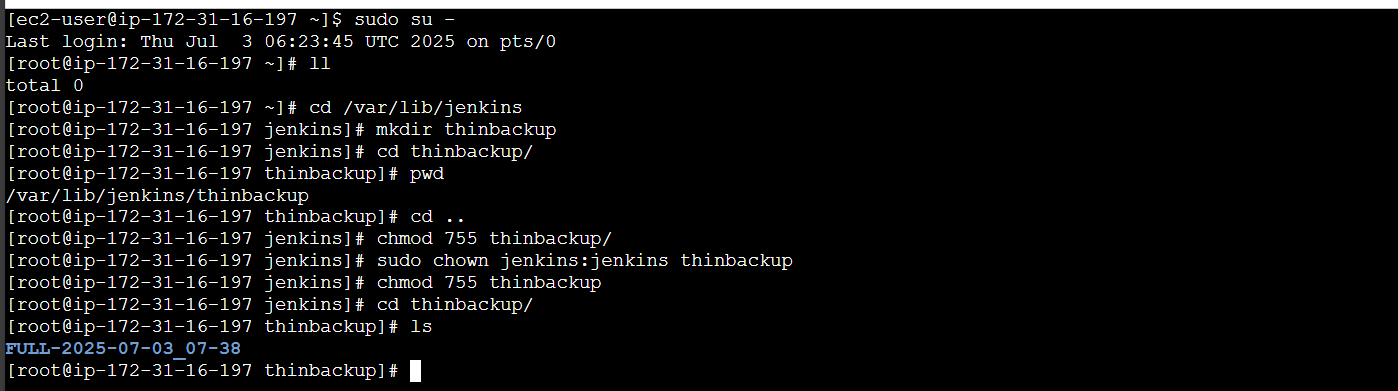 [ec2-user@ip-172-31-16-197 ~]$ sudo su -
Last login: Thu Jul  3 06:23:45 UTC 2025 on pts/0
[root@ip-172-31-16-197 ~]# ll
total 0
[root@ip-172-31-16-197 ~]# cd /var/lib/jenkins
[root@ip-172-31-16-197 jenkins]# mkdir thinbackup
[root@ip-172-31-16-197 jenkins]# cd thinbackup/
[root@ip-172-31-16-197 thinbackup]# pwd
/var/lib/jenkins/thinbackup
[root@ip-172-31-16-197 thinbackup]# cd ..
[root@ip-172-31-16-197 jenkins]# chmod 755 thinbackup/
[root@ip-172-31-16-197 jenkins]# sudo chown jenkins:jenkins thinbackup
[root@ip-172-31-16-197 jenkins]# chmod 755 thinbackup
[root@ip-172-31-16-197 jenkins]# cd thinbackup/
[root@ip-172-31-16-197 thinbackup]# ls
FULL-2025-07-03_07-38
[root@ip-172-31-16-197 thinbackup]#